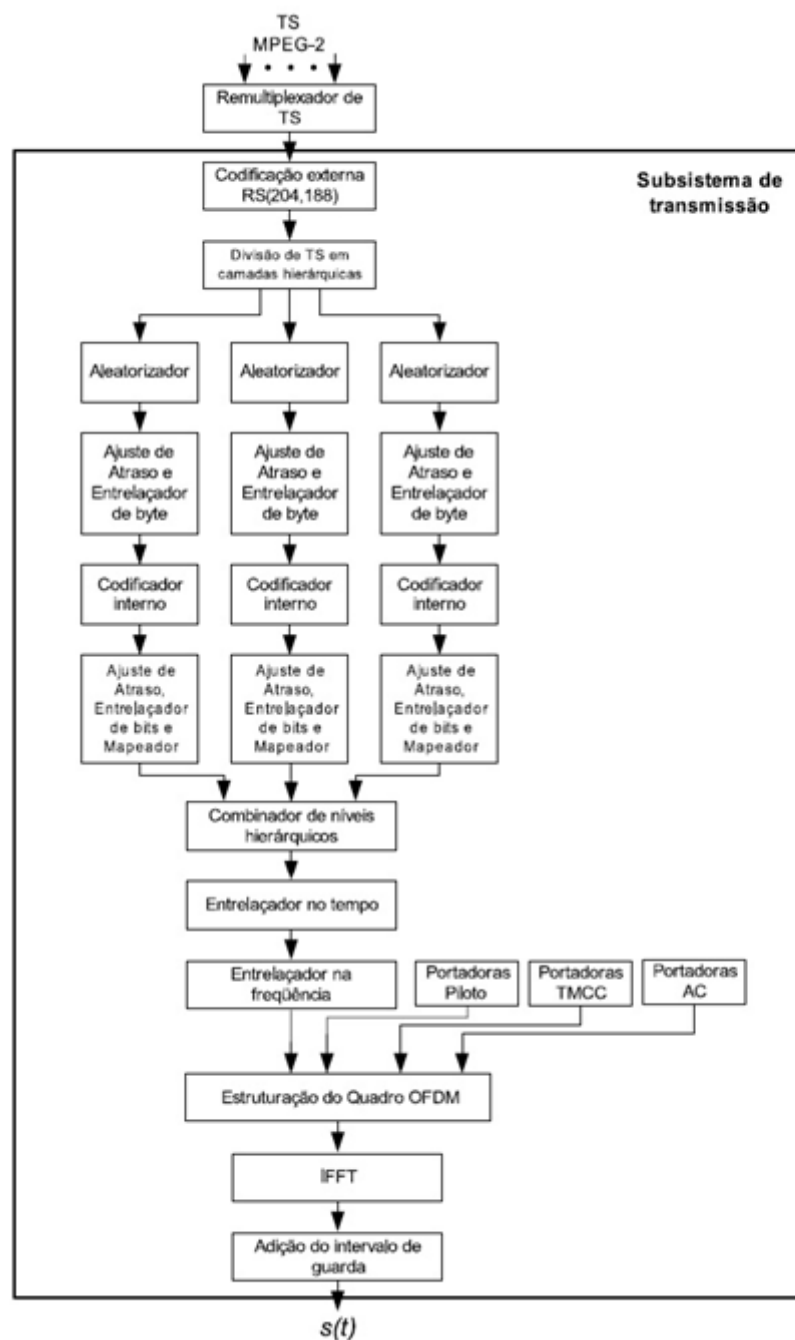 TS
MPEG-2
Remultiplexador de
TS
Codificação externa
RS(204,188)
Subsistema de
transmissão
Divisão de TS em
camadas hierárquicas
Aleatorizador
Aleatorizador
Aleatorizador
Ajuste de
Atraso e
Entrelaçador
de byte
Ajuste de
Atraso e
Entrelaçador
de byte
Ajuste de
Atraso e
Entrelaçador
de byte
Codificador
interno
Codificador
interno
Codificador
interno
Ajuste de
Atraso,
Entrelaçador
de bits e
Mapeador
Ajuste de
Atraso,
Entrelaçador
de bits e
Mapeador
Ajuste de
Atraso,
Entrelaçador
de bits e
Mapeador
Combinador de níveis
hierárquicos
Entrelaçador no tempo
Entrelaçador na
freqüência
Portadoras
Piloto
Portadoras
TMCC
Portadoras
AC
Estruturação do Quadro OFDM
IFFT
Adição do intervalo de
guarda
s(t)